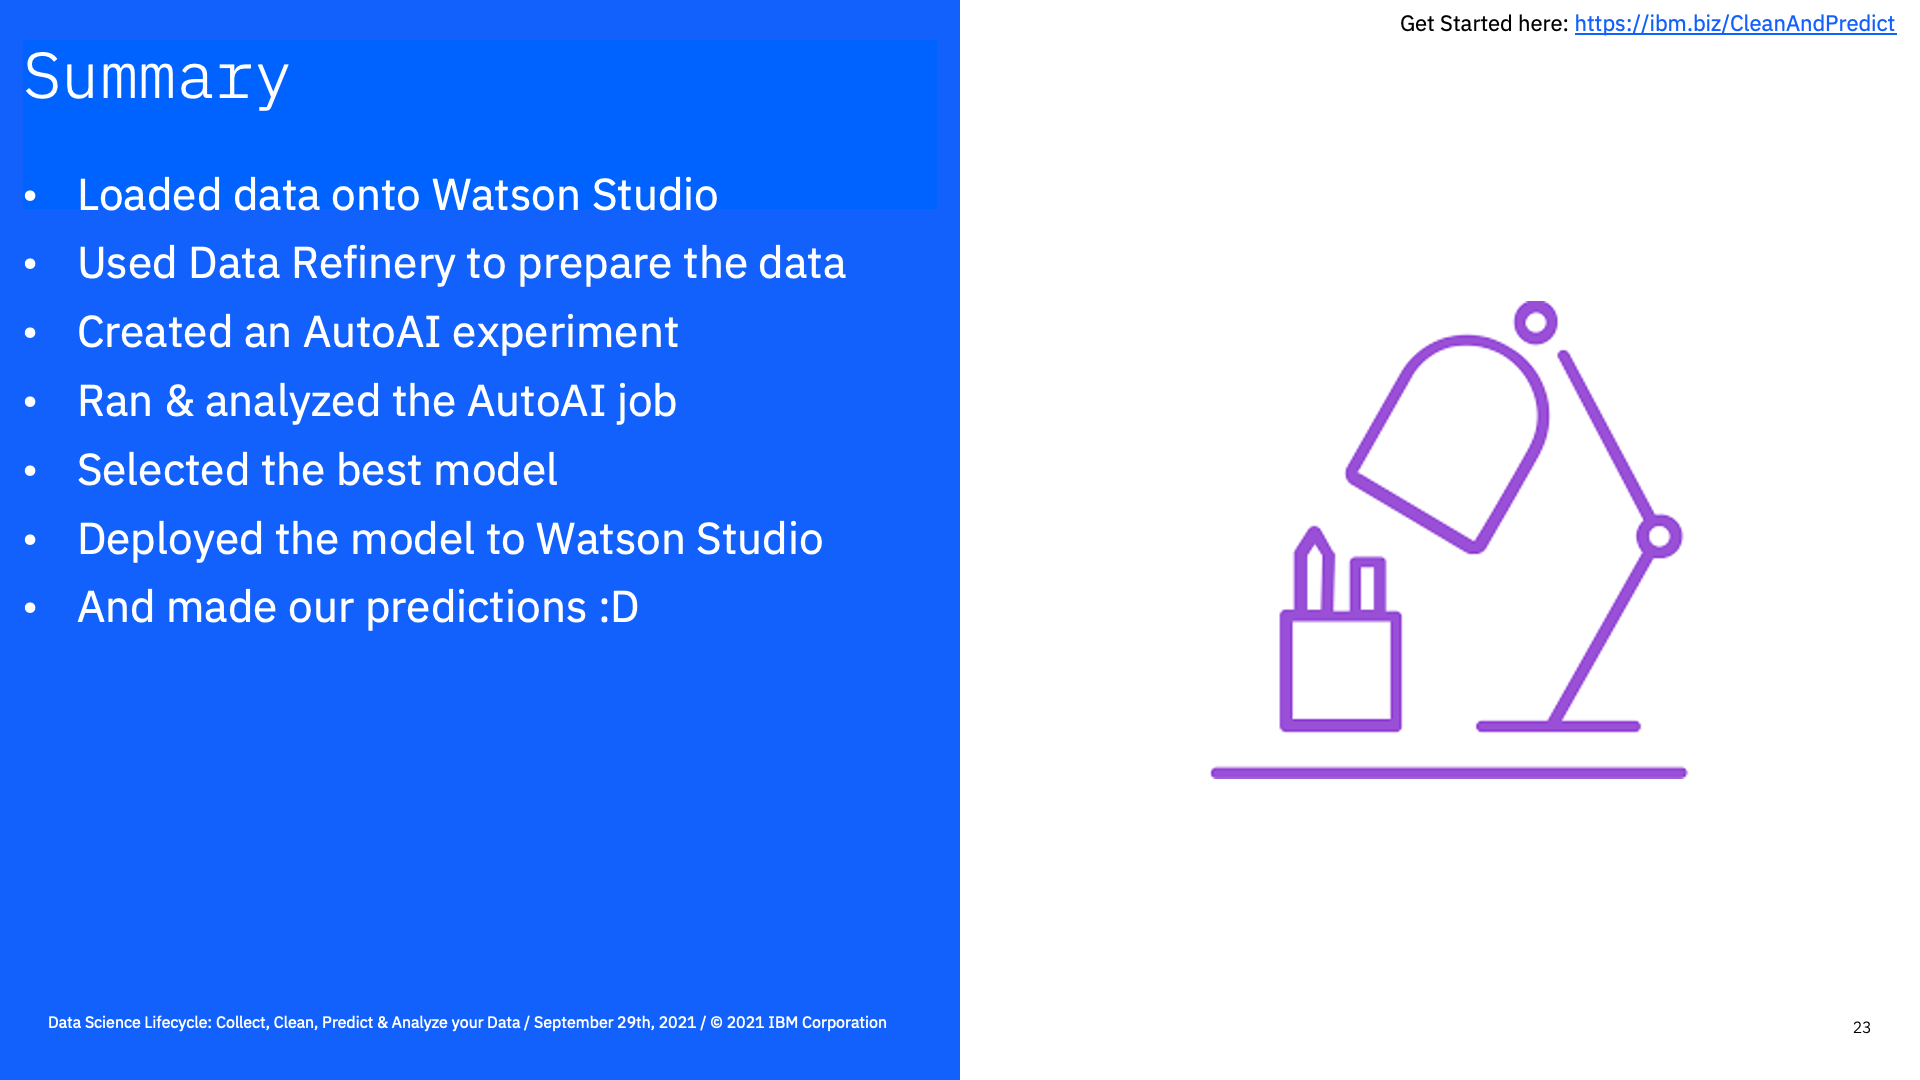 Get Started here: https://ibm.biz/CleanAndPredict
Summary
• Loaded data onto Watson Studio
• Used Data Refinery to prepare the data
• Created an AutoAI experiment
• Ran & analyzed the AutoAI job
• Selected the best model
• Deployed the model to Watson Studio
• And made our predictions :D
Data Science Lifecycle: Collect, Clean, Predict & Analyze your Data / September 29th, 2021 / © 2021 IBM Corporation
23